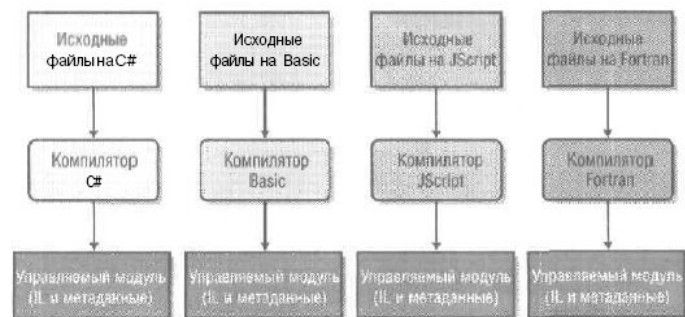 Исходные
файлы на C#
Исходные
файлы на Basic
Исходные
файлы на JScript
Исходные
файлы на Fortran
Компилятор
C#
Компилятор
Basic
Компилятор
JScript
Компилятор
Fortran
Управляемый модуль
(IL и метаданные)
Управляемый модуль
(IL и метаданные)
Управляемый модуль
(IL и метаданные)
Управляемый модуль
(IL и метаданные)